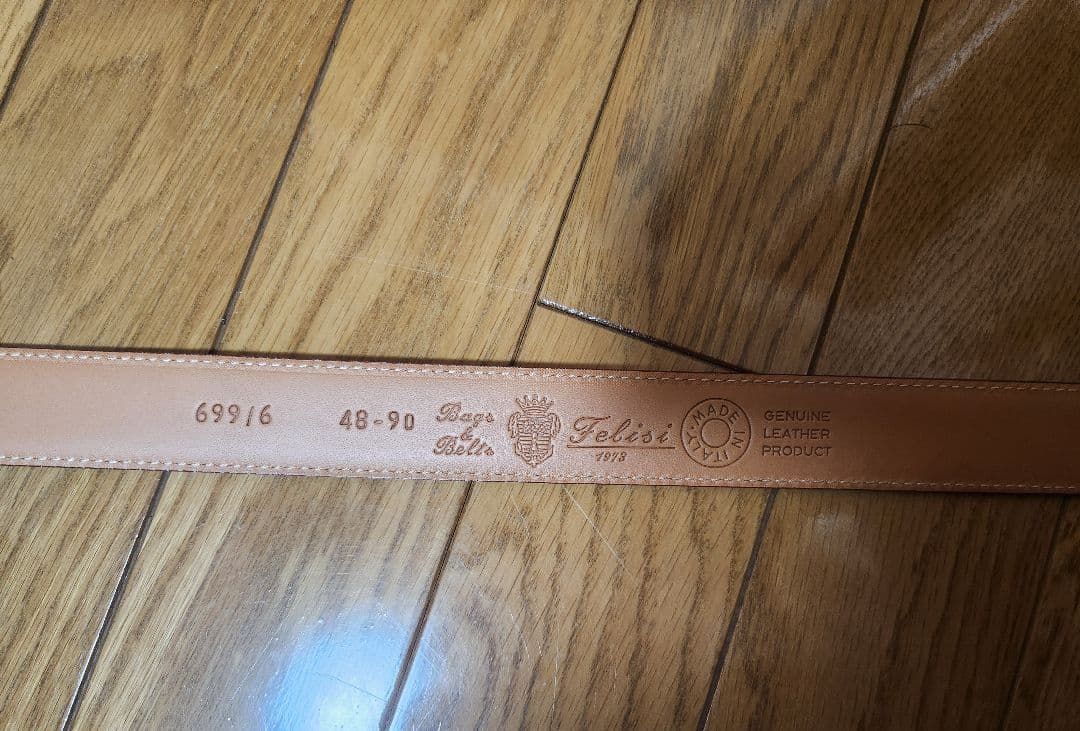 699/6
48-90
Bags
&
Belts
Felisi
1973
MADE IN ITALY
GENUINE
LEATHER
PRODUCT